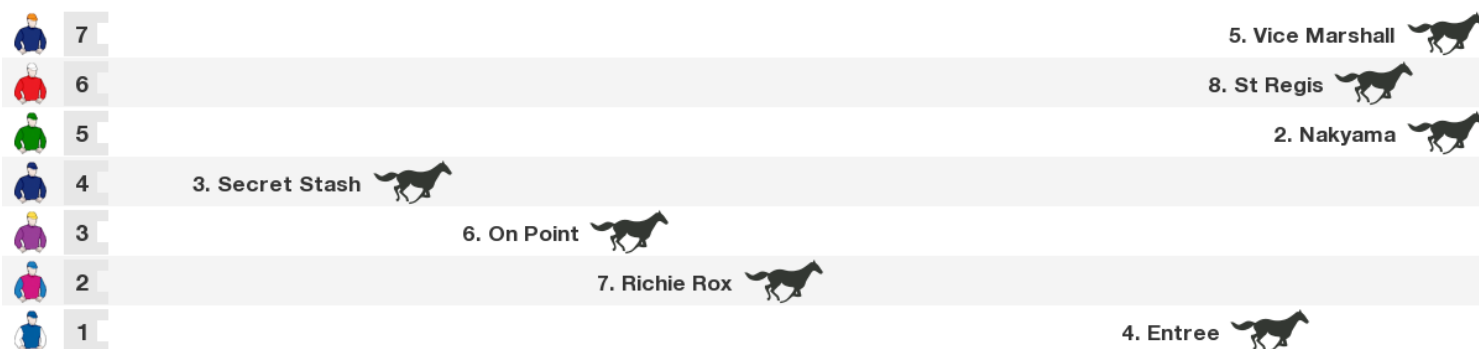 7 5. Vice Marshall
6 8. St Regis
5 2. Nakyama
4 3. Secret Stash
3 6. On Point
2 7. Richie Rox
1 4. Entree